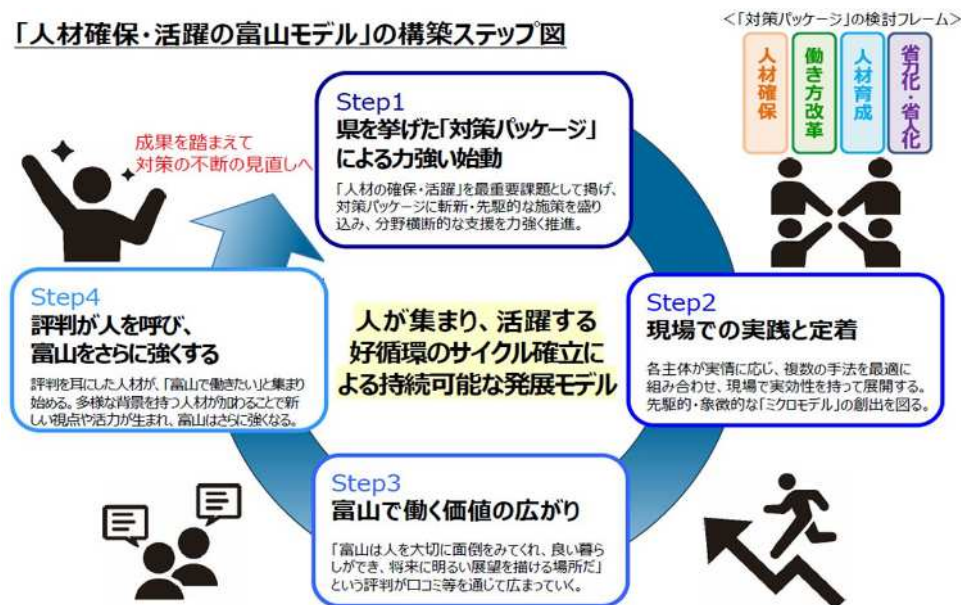 「人材確保・活躍の富山モデル」の構築ステップ図
<「対策パッケージ」の検討フレーム>
人材確保
働き方改革
人材育成
省力化・省人化
成果を踏まえて
対策の不断の見直しへ
Step1
県を挙げた「対策パッケージ」
による力強い始動
「人材の確保・活躍」を最重要課題として掲げ、
対策パッケージに斬新・先駆的な施策を盛り
込み、分野横断的な支援を力強く推進。
Step2
現場での実践と定着
各主体が実情に応じ、複数の手法を最適に
組み合わせ、現場で実効性を持って展開する。
先駆的・象徴的な「ミクロモデル」の創出を図る。
人が集まり、活躍する
好循環のサイクル確立に
よる持続可能な発展モデル
Step4
評判が人を呼び、
富山をさらに強くする
評判を耳にした人材が、「富山で働きたい」と集まり
始める。多様な背景を持つ人材が加わることで新
しい視点や活力が生まれ、富山はさらに強くなる。
Step3
富山で働く価値の広がり
「富山は人を大切に面倒をみてくれ、良い暮ら
しができ、将来に明るい展望を描ける場所だ」
という評判が口コミ等を通じて広まっていく。